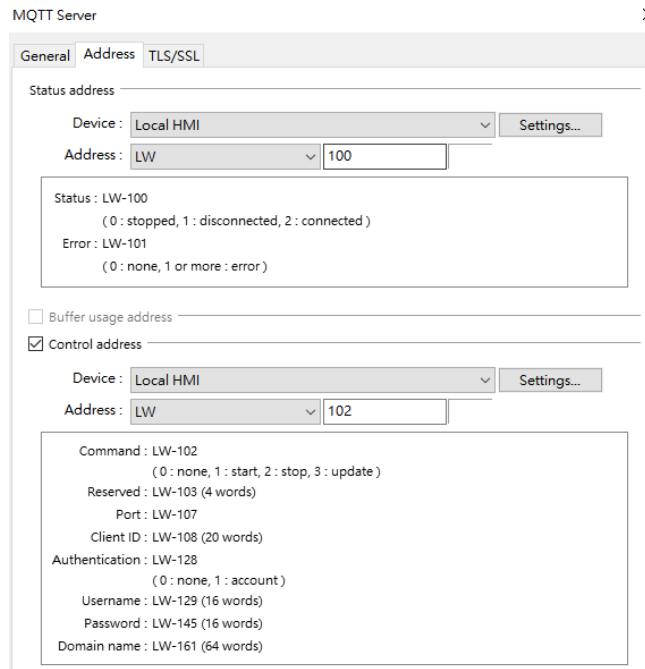 MQTT Server
General Address TLS/SSL
Status address
Device : Local HMI Settings...
Address : LW 100
Status : LW-100
( 0 : stopped, 1 : disconnected, 2 : connected )
Error : LW-101
( 0 : none, 1 or more : error )
Buffer usage address
Control address
Device : Local HMI Settings...
Address : LW 102
Command : LW-102
( 0 : none, 1 : start, 2 : stop, 3 : update )
Reserved : LW-103 (4 words)
Port : LW-107
Client ID : LW-108 (20 words)
Authentication : LW-128
( 0 : none, 1 : account )
Username : LW-129 (16 words)
Password : LW-145 (16 words)
Domain name : LW-161 (64 words)